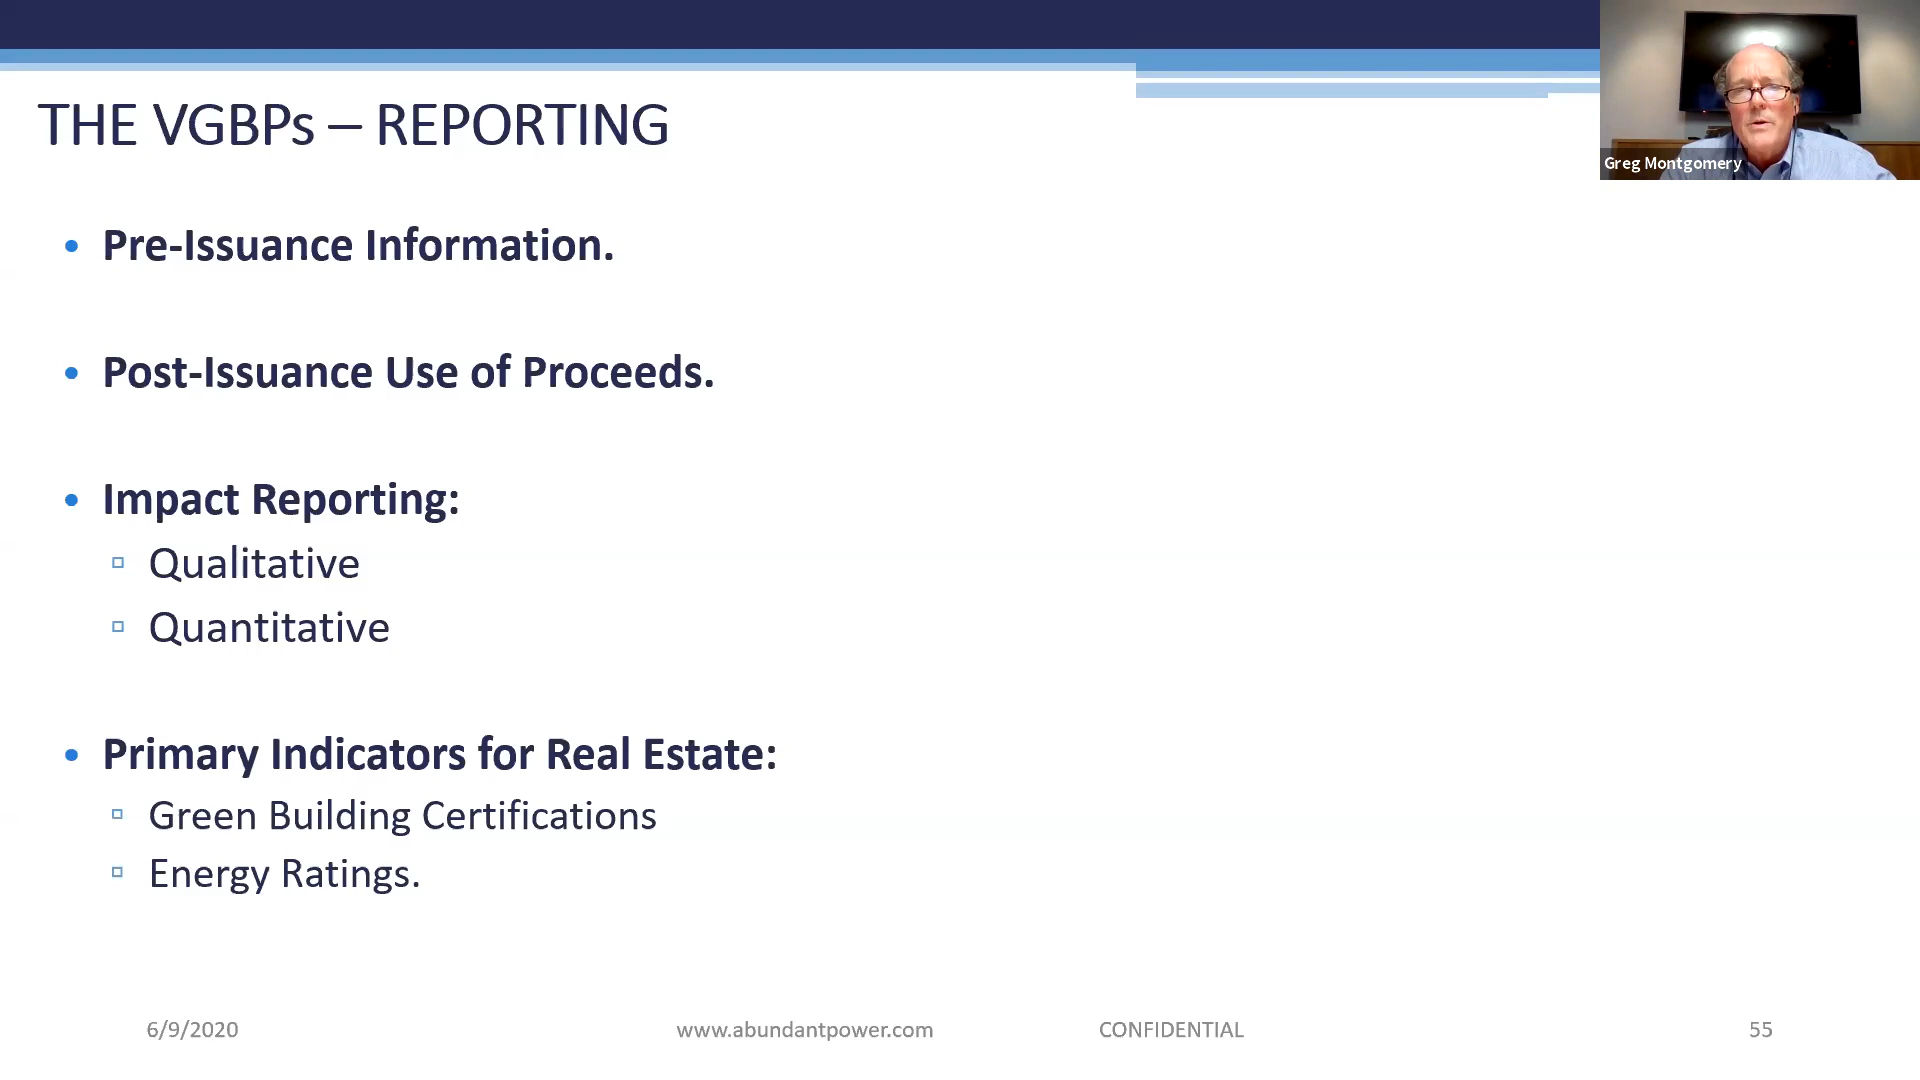 THE VGBPs – REPORTING
Greg Montgomery
• Pre-Issuance Information.
• Post-Issuance Use of Proceeds.
• Impact Reporting:
▫ Qualitative
▫ Quantitative
• Primary Indicators for Real Estate:
▫ Green Building Certifications
▫ Energy Ratings.
6/9/2020 www.abundantpower.com CONFIDENTIAL 55